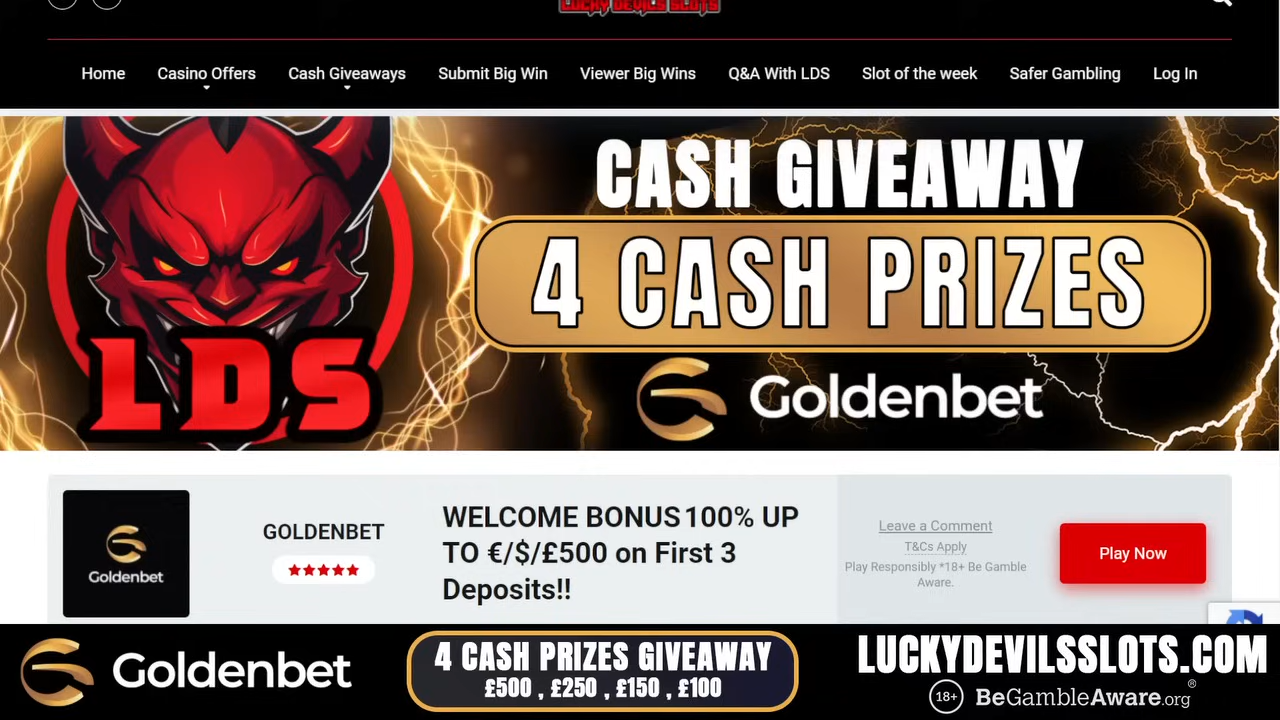 LUCKY DEVILS SLOTS
Home Casino Offers Cash Giveaways Submit Big Win Viewer Big Wins Q&A With LDS Slot of the week Safer Gambling Log In
CASH GIVEAWAY
4 CASH PRIZES
LDS
Goldenbet
Goldenbet
GOLDENBET
WELCOME BONUS 100% UP
TO €/$/£500 on First 3
Deposits!!
Leave a Comment
T&Cs Apply
Play Responsibly *18+ Be Gamble
Aware.
Play Now
Goldenbet
4 CASH PRIZES GIVEAWAY
£500 , £250 , £150 , £100
LUCKYDEVILSSLOTS.COM
18+ BeGambleAware.org®